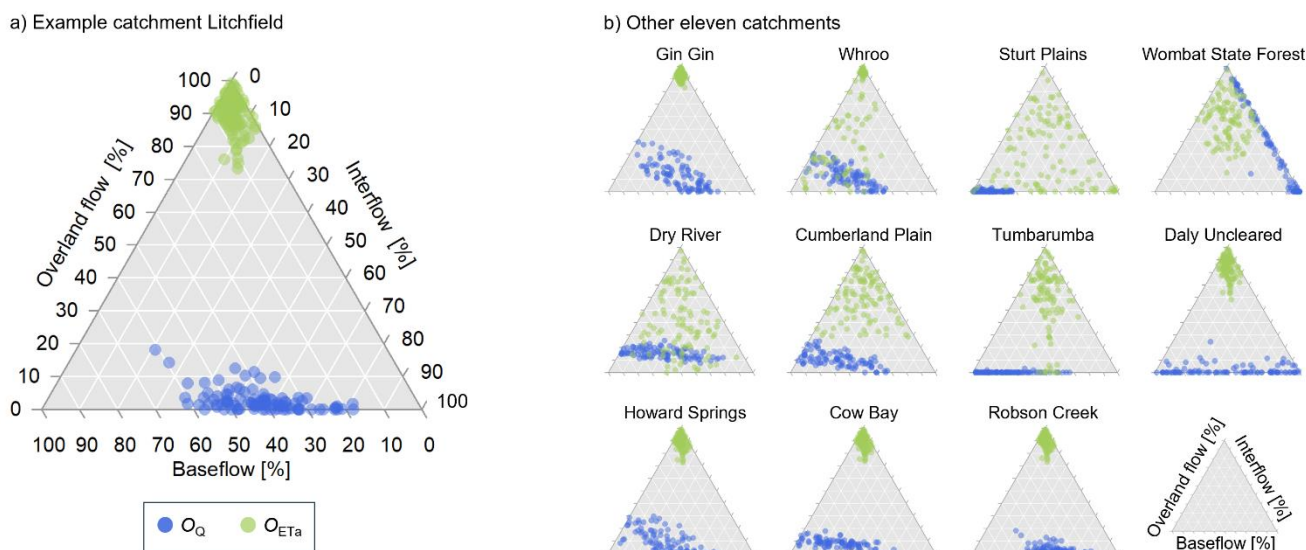 a) Example catchment Litchfield
100
90
80
70
60
50
40
30
20
10
0
Overland flow [%]
0
10
20
30
40
50
60
70
80
90
100
Interflow [%]
100 90 80 70 60 50 40 30 20 10 0
Baseflow [%]
OQ OETa
b) Other eleven catchments
Gin Gin Whroo Sturt Plains Wombat State Forest
Dry River Cumberland Plain Tumbarumba Daly Uncleared
Howard Springs Cow Bay Robson Creek
Overland flow [%]
Interflow [%]
Baseflow [%]